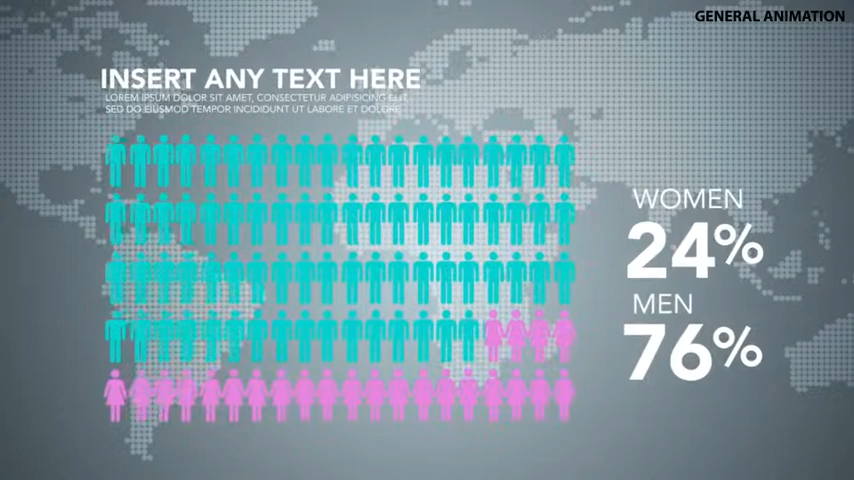 GENERAL ANIMATION
INSERT ANY TEXT HERE
LOREM IPSUM DOLOR SIT AMET, CONSECTETUR ADIPISICING ELIT,
SED DO EIUSMOD TEMPOR INCIDIDUNT UT LABORE ET DOLORE
WOMEN
24%
MEN
76%